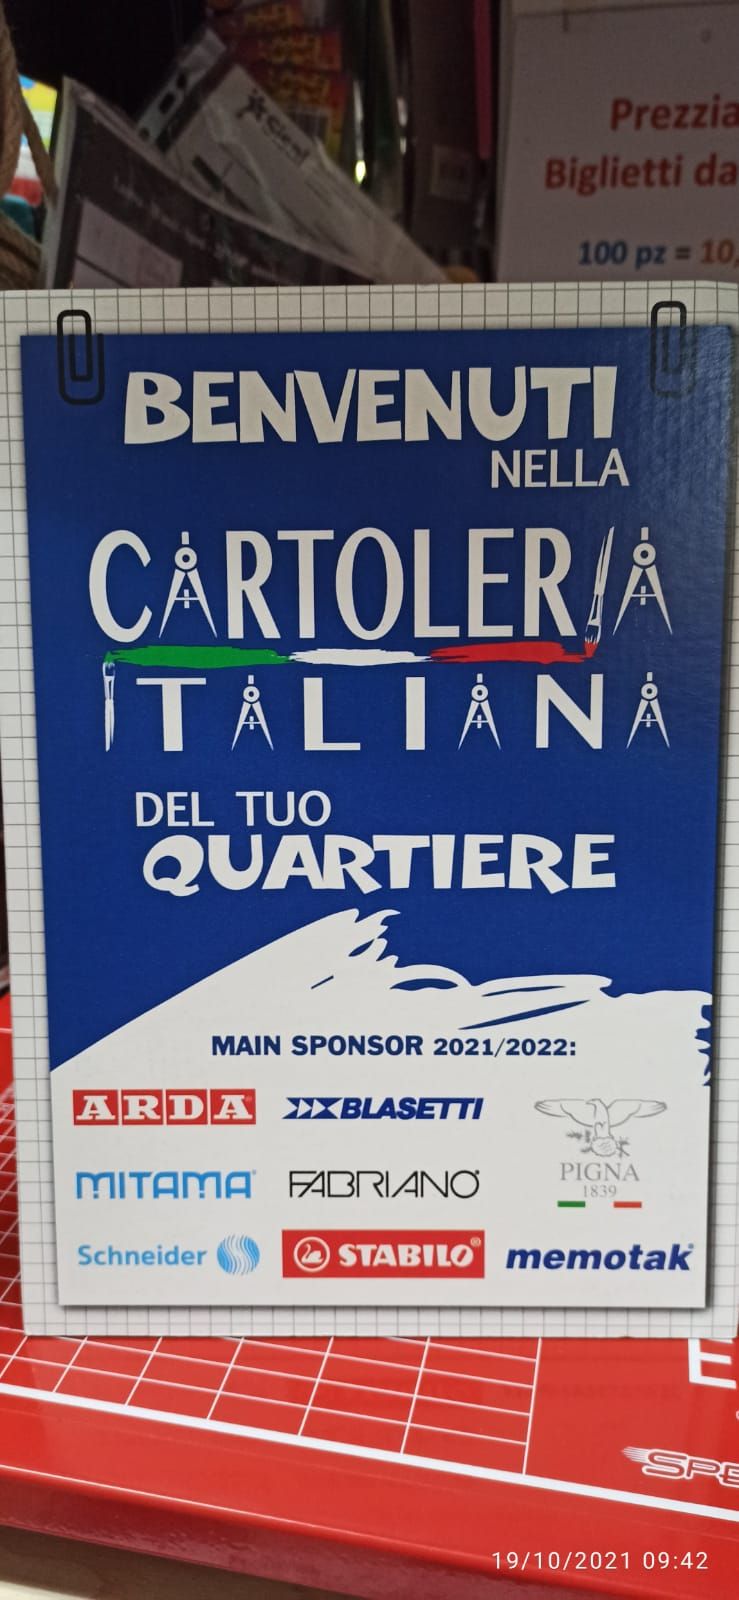 Prezzia
Biglietti da
100 pz = 10,
BENVENUTI
NELLA
CARTOLERIA
ITALIANA
DEL TUO
QUARTIERE
MAIN SPONSOR 2021/2022:
ARDA BLASETTI
PIGNA
1839
MITAMA FABRIANO
Schneider STABILO memotak
19/10/2021 09:42